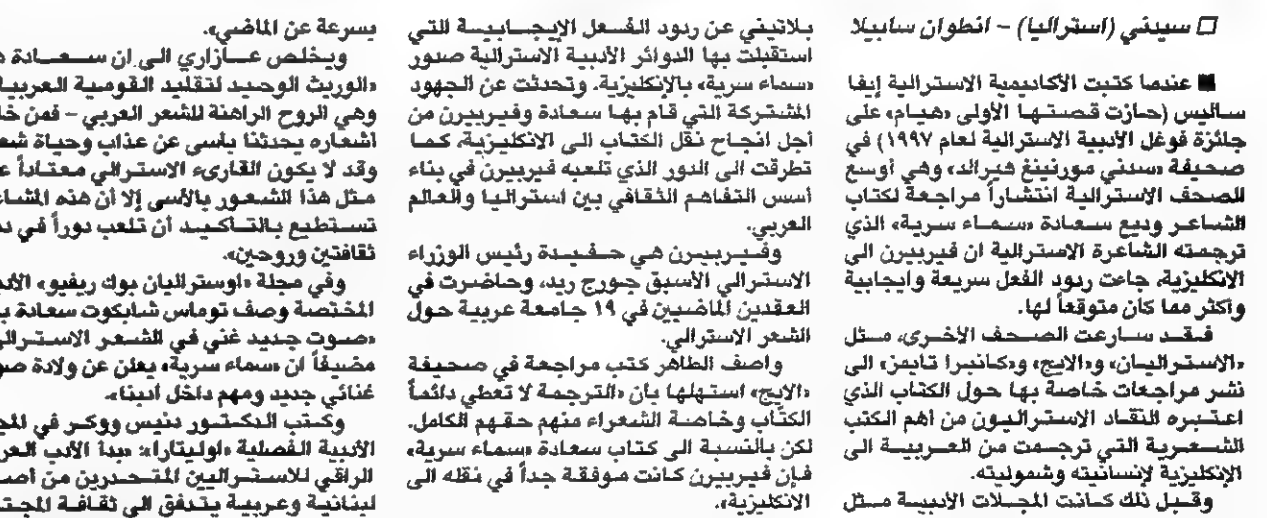 □ سيدني (استراليا) – انطوان سابيلا
■ عندما كتبت الأكاديمية الاسترالية إيفا
ساليس (حازت قصتها الأولى «هيام» على
جائزة فوغل الأدبية الاسترالية لعام ١٩٩٧) في
صحيفة «سدني مورنينغ هيرالد» وهي أوسع
الصحف الاسترالية انتشاراً مراجعة لكتاب
الشاعر وديع سعادة «سماء سرية» الذي
ترجمته الشاعرة الاسترالية ان فيربيرن الى
الانكليزية، جاءت ردود الفعل سريعة وايجابية
واكثر مما كان متوقعاً لها.
فقد سارعت الصحف الأخرى، مثل
«الاستراليان» و«الايج» و«كانبرا تايمز» الى
نشر مراجعات خاصة بها حول الكتاب الذي
اعتبره النقاد الاستراليون من أهم الكتب
الشعرية التي ترجمت من العربية الى
الإنكليزية لإنسانيته وشموليته.
وقبل ذلك كانت المجلات الأدبية مثل
بلاتيني عن ردود الفعل الإيجابية التي
استقبلت بها الدوائر الأدبية الاسترالية صدور
«سماء سرية» بالإنكليزية. وتحدثت عن الجهود
المشتركة التي قام بها سعادة وفيربيرن من
أجل انجاح نقل الكتاب الى الانكليزية، كما
تطرقت الى الدور الذي تلعبه فيربيرن في بناء
أسس التفاهم الثقافي بين استراليا والعالم
العربي.
وفيربيرن هي حفيدة رئيس الوزراء
الاسترالي الأسبق جورج ريد، وحاضرت في
العقدين الماضيين في ١٩ جامعة عربية حول
الشعر الاسترالي.
واصف الطاهر كتب مراجعة في صحيفة
«الايج» استهلها بأن «الترجمة لا تعطي دائماً
الكتاب وخاصة الشعراء منهم حقهم الكامل.
لكن بالنسبة الى كتاب سعادة «سماء سرية»
فإن فيربيرن كانت موفقة جداً في نقله الى
الانكليزية».
بسرعة عن الماضي».
ويخلص عازاري الى ان سعادة
«الوريث الوحيد لتقليد القومية
وهي الروح الراهنة للشعر العربي – فمن
اشعاره يحدثنا بأسى عن عذاب وحياة
وقد لا يكون القارىء الاسترالي معتاداً
مثل هذا الشعور بالأسى إلا أن هذه
تستطيع بالتأكيد أن تلعب دوراً في
ثقافتين وروحين».
وفي مجلة «اوستراليان بوك ريفيو»
المختصة وصف توماس شابكوت سعادة
«صوت جديد غني في الشعر
مضيفاً ان «سماء سرية» يعلن عن ولادة
غنائي جديد ومهم داخل أدبنا».
وكتب الدكتور دنيس ووكر في
الأدبية الفصلية «اوليتارا»: «بدأ الأدب
الراقي للاستراليين المتحدرين من
لبنانية وعربية يتدفق الى ثقافة